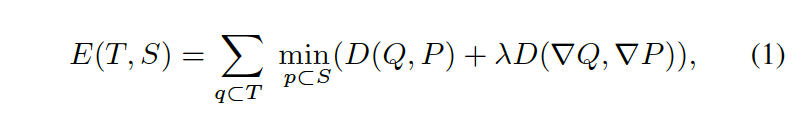 E(T, S) = ∑_{q⊂T} min_{p⊂S} (D(Q, P) + λD(∇Q, ∇P)), (1)